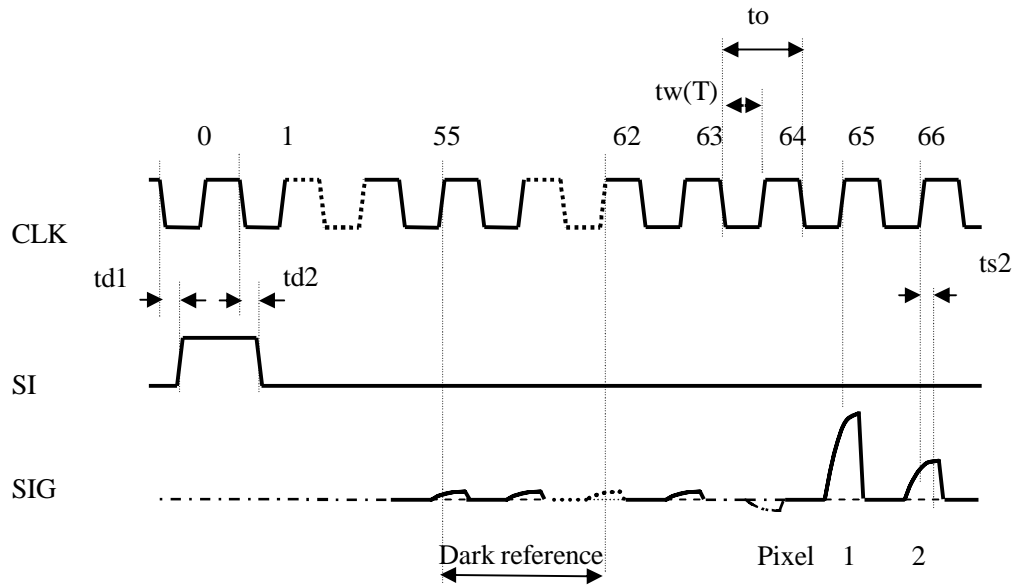 to
tw(T)
0 1 55 62 63 64 65 66
CLK
td1 td2 ts2
SI
SIG
Dark reference Pixel 1 2